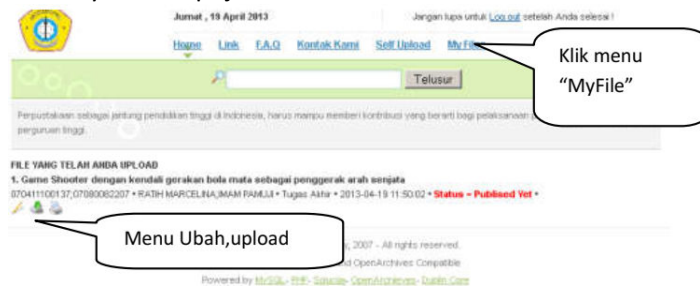 Jumat , 19 April 2013
Jangan lupa untuk Log out setelah Anda selesai !
Home Link F.A.Q Kontak Kami Self Upload My File
Klik menu
“MyFile”
Telusur
Perpustakaan sebagai jantung pendidikan tinggi di Indonesia, harus mampu memberi kontribusi yang berarti bagi pelaksanaan
perguruan tinggi.
FILE YANG TELAH ANDA UPLOAD
1. Game Shooter dengan kendali gerakan bola mata sebagai penggerak arah senjata
070411100137,07080082207 • RATIH MARCELINA,IMAM PAMUJI • Tugas Akhir • 2013-04-19 11:50:02 • Status = Publised Yet •
Menu Ubah,upload
, 2007 - All rights reserved.
and OpenArchives Compatible
Powered by MySQL- PHP- Solucija- OpenArchieves- Dublin Core